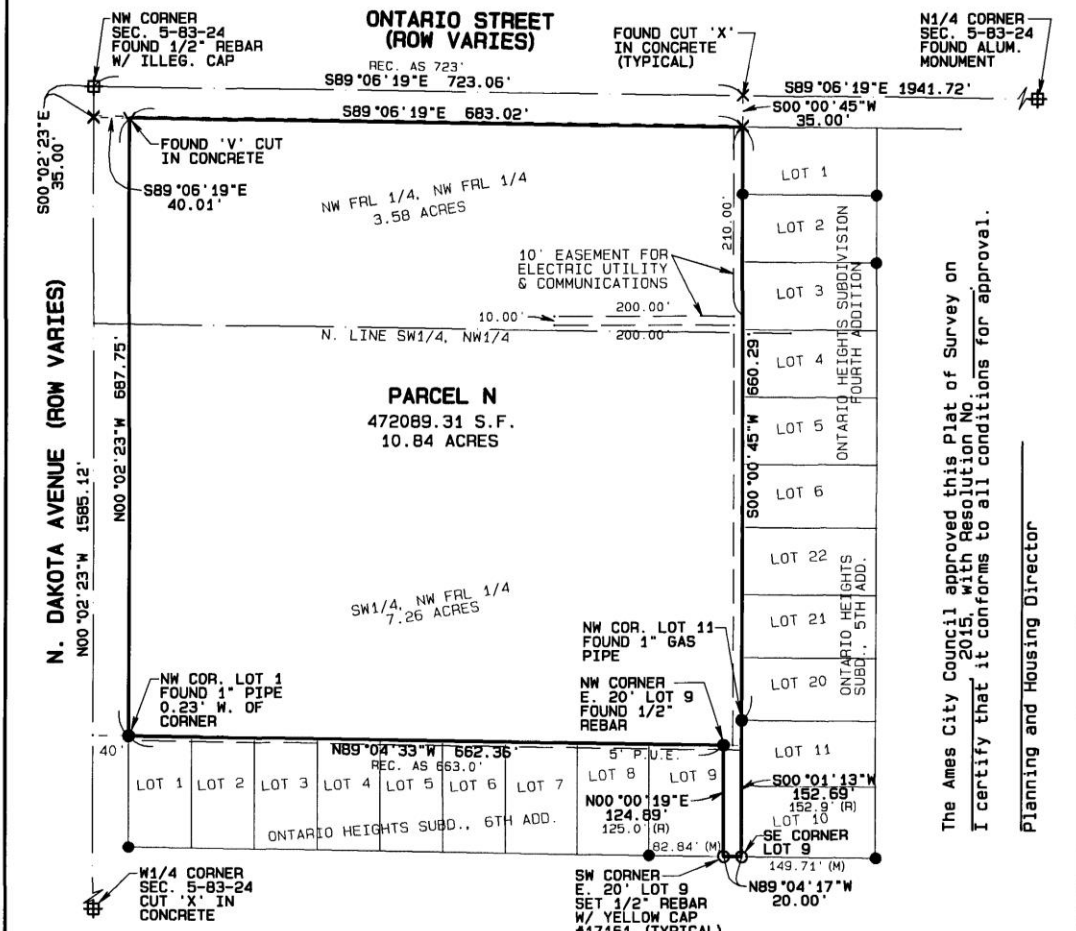 NW CORNER
SEC. 5-83-24
FOUND 1/2" REBAR
W/ ILLEG. CAP
ONTARIO STREET
(ROW VARIES)
FOUND CUT 'X'
IN CONCRETE
(TYPICAL)
N1/4 CORNER
SEC. 5-83-24
FOUND ALUM.
MONUMENT
REC. AS 723'
S89°06'19"E 723.06'
S89°06'19"E 1941.72'
S00°00'45"W
35.00'
S89°06'19"E 683.02'
S00°02'23"E
35.00'
FOUND 'V' CUT
IN CONCRETE
S89°06'19"E
40.01'
NW FRL 1/4, NW FRL 1/4
3.58 ACRES
210.00'
10' EASEMENT FOR
ELECTRIC UTILITY
& COMMUNICATIONS
10.00'
200.00'
200.00'
N. LINE SW1/4, NW1/4
LOT 1
LOT 2
LOT 3
LOT 4
LOT 5
LOT 6
LOT 22
LOT 21
LOT 20
LOT 11
LOT 10
ONTARIO HEIGHTS SUBDIVISION
FOURTH ADDITION
ONTARIO HEIGHTS
SUBD., 5TH ADD.
N. DAKOTA AVENUE (ROW VARIES)
N00°02'23"W 1585.12'
N00°02'23"W 687.75'
PARCEL N
472089.31 S.F.
10.84 ACRES
S00°00'45"W 660.29'
SW1/4, NW FRL 1/4
7.26 ACRES
NW COR. LOT 11
FOUND 1" GAS
PIPE
NW CORNER
E. 20' LOT 9
FOUND 1/2"
REBAR
NW COR. LOT 1
FOUND 1" PIPE
0.23' W. OF
CORNER
40'
N89°04'33"W 662.36'
REC. AS 663.0'
5' P.U.E.
LOT 1
LOT 2
LOT 3
LOT 4
LOT 5
LOT 6
LOT 7
LOT 8
LOT 9
ONTARIO HEIGHTS SUBD., 6TH ADD.
N00°00'19"E
124.89'
125.0' (R)
S00°01'13"W
152.69'
152.9' (R)
82.84' (M)
SE CORNER
LOT 9
149.71' (M)
N89°04'17"W
20.00'
W1/4 CORNER
SEC. 5-83-24
CUT 'X' IN
CONCRETE
SW CORNER
E. 20' LOT 9
SET 1/2" REBAR
W/ YELLOW CAP
#17161 (TYPICAL)
The Ames City Council approved this Plat of Survey on
2015, with Resolution No.
I certify that it conforms to all conditions for approval.
Planning and Housing Director